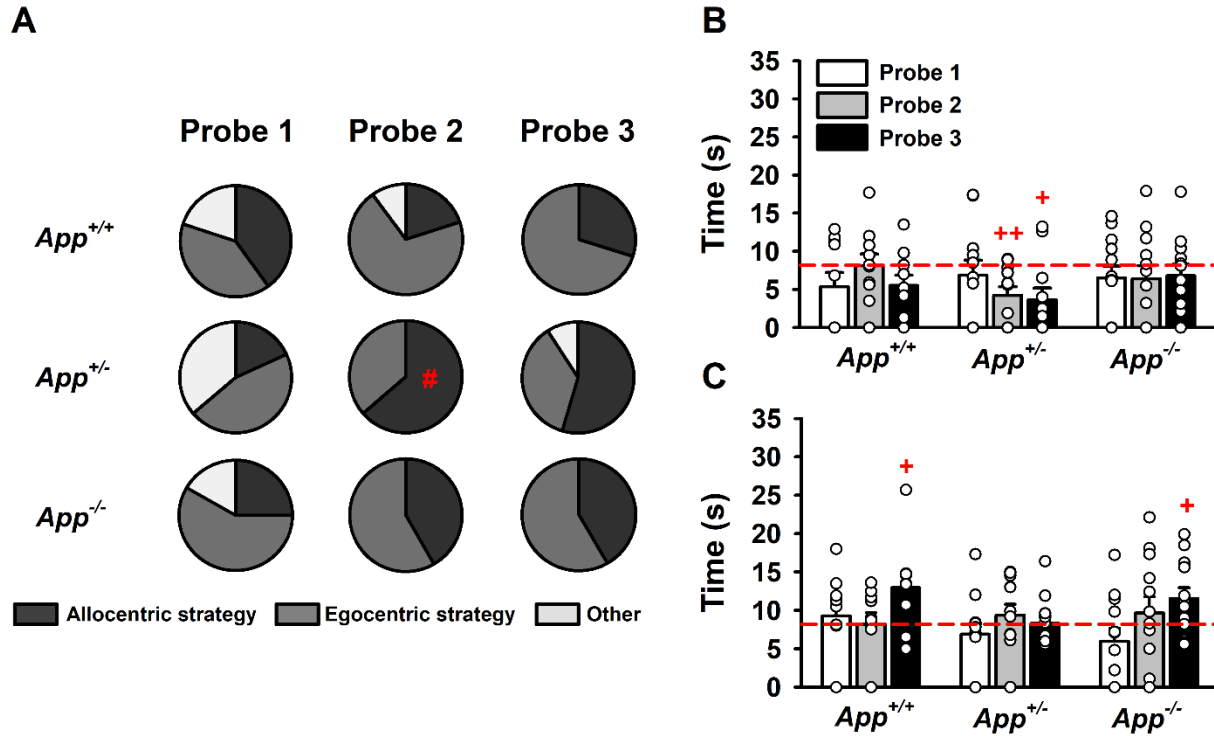 A
Probe 1 Probe 2 Probe 3
App+/+
App+/-
#
App-/-
Allocentric strategy Egocentric strategy Other
B
Time (s)
35
30
25
20
15
10
5
0
Probe 1
Probe 2
Probe 3
++
+
App+/+ App+/- App-/-
C
Time (s)
35
30
25
20
15
10
5
0
+
+
App+/+ App+/- App-/-